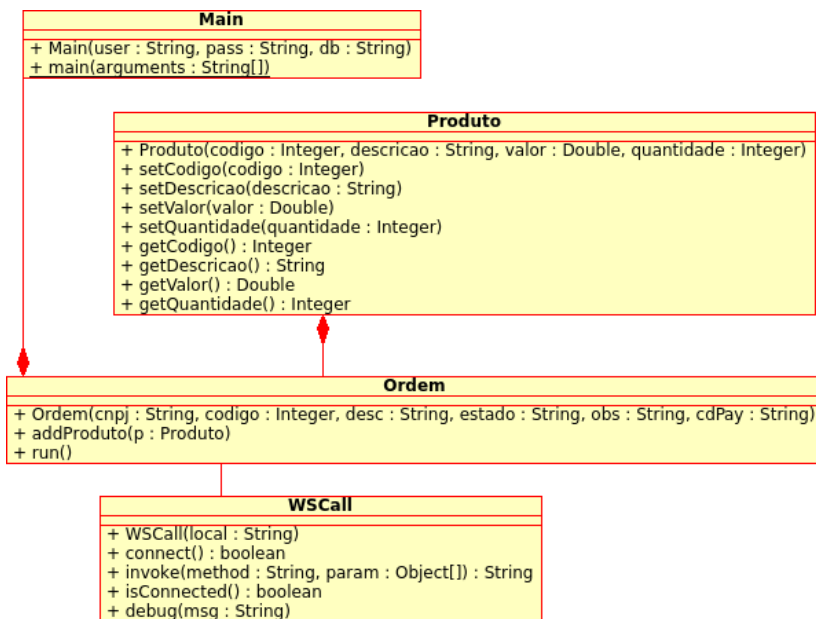 Main
+ Main(user : String, pass : String, db : String)
+ main(arguments : String[])
Produto
+ Produto(codigo : Integer, descricao : String, valor : Double, quantidade : Integer)
+ setCodigo(codigo : Integer)
+ setDescricao(descricao : String)
+ setValor(valor : Double)
+ setQuantidade(quantidade : Integer)
+ getCodigo() : Integer
+ getDescricao() : String
+ getValor() : Double
+ getQuantidade() : Integer
Ordem
+ Ordem(cnpj : String, codigo : Integer, desc : String, estado : String, obs : String, cdPay : String)
+ addProduto(p : Produto)
+ run()
WSCall
+ WSCall(local : String)
+ connect() : boolean
+ invoke(method : String, param : Object[]) : String
+ isConnected() : boolean
+ debug(msg : String)